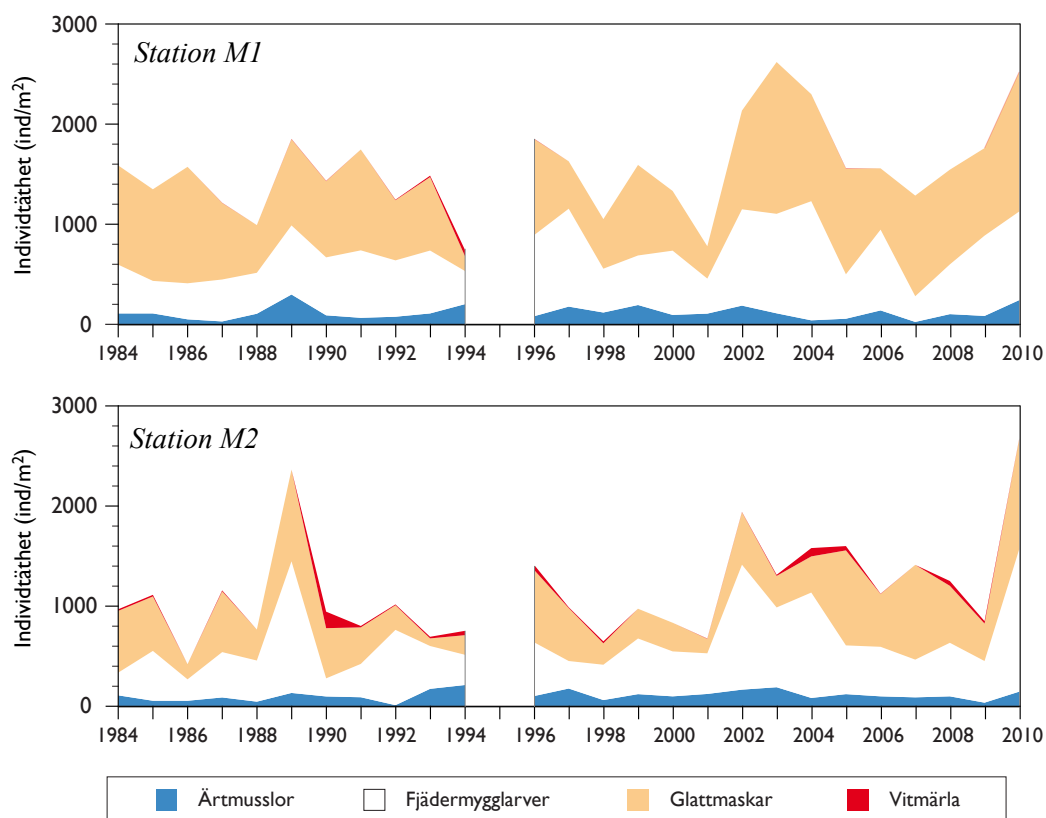 3000
Station M1
2000
Individtäthet (ind/m²)
1000
0
1984 1986 1988 1990 1992 1994 1996 1998 2000 2002 2004 2006 2008 2010
3000
Station M2
2000
Individtäthet (ind/m²)
1000
0
1984 1986 1988 1990 1992 1994 1996 1998 2000 2002 2004 2006 2008 2010
Ärtmusslor Fjädermygglarver Glattmaskar Vitmärla